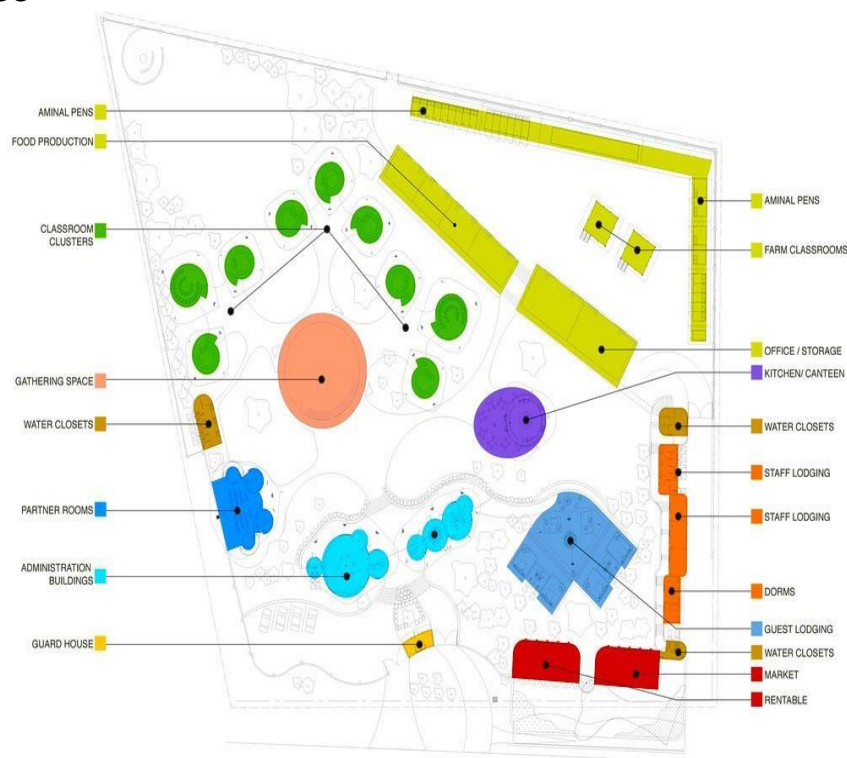 AMINAL PENS
FOOD PRODUCTION
CLASSROOM
CLUSTERS
GATHERING SPACE
WATER CLOSETS
PARTNER ROOMS
ADMINISTRATION
BUILDINGS
GUARD HOUSE
AMINAL PENS
FARM CLASSROOMS
OFFICE / STORAGE
KITCHEN/ CANTEEN
WATER CLOSETS
STAFF LODGING
STAFF LODGING
DORMS
GUEST LODGING
WATER CLOSETS
MARKET
RENTABLE